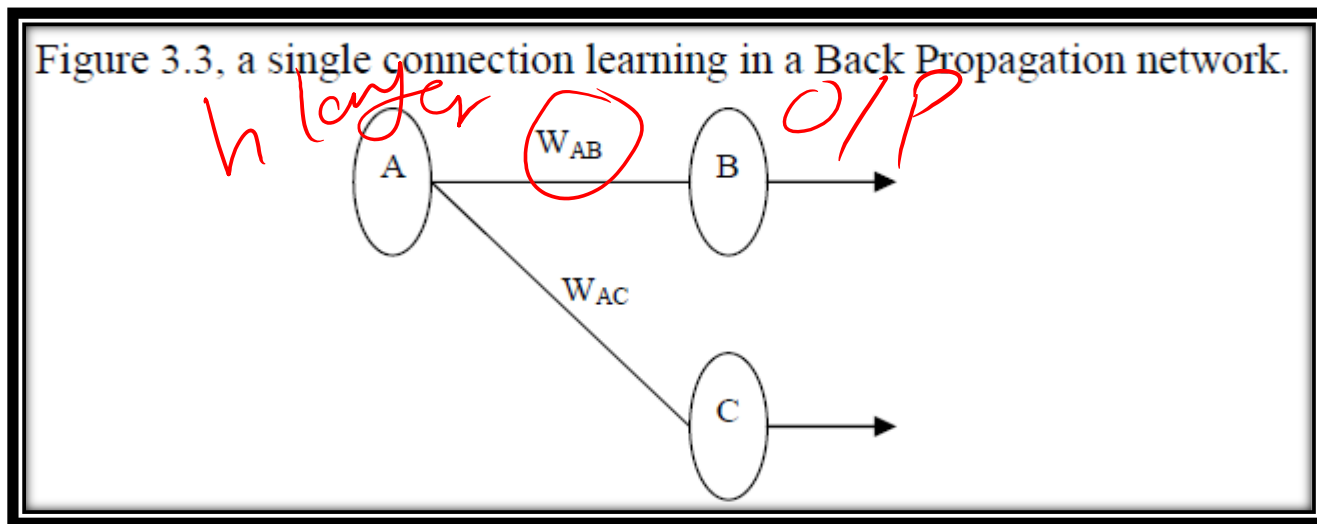 Figure 3.3, a single connection learning in a Back Propagation network.
h layer O/P
A WAB B
WAC
C